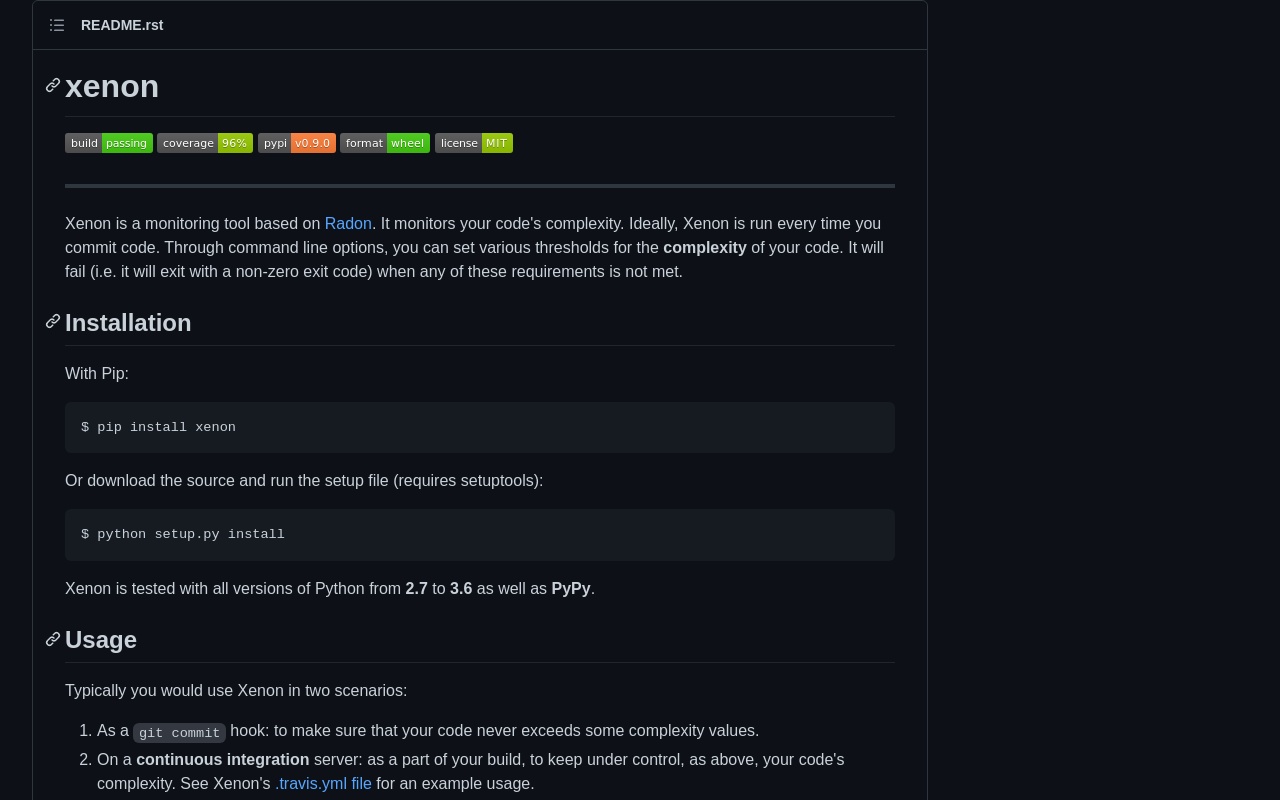 README.rst
xenon
build passing coverage 96% pypi v0.9.0 format wheel license MIT
Xenon is a monitoring tool based on Radon. It monitors your code's complexity. Ideally, Xenon is run every time you
commit code. Through command line options, you can set various thresholds for the complexity of your code. It will
fail (i.e. it will exit with a non-zero exit code) when any of these requirements is not met.
Installation
With Pip:
$ pip install xenon
Or download the source and run the setup file (requires setuptools):
$ python setup.py install
Xenon is tested with all versions of Python from 2.7 to 3.6 as well as PyPy.
Usage
Typically you would use Xenon in two scenarios:
1. As a git commit hook: to make sure that your code never exceeds some complexity values.
2. On a continuous integration server: as a part of your build, to keep under control, as above, your code's
complexity. See Xenon's .travis.yml file for an example usage.